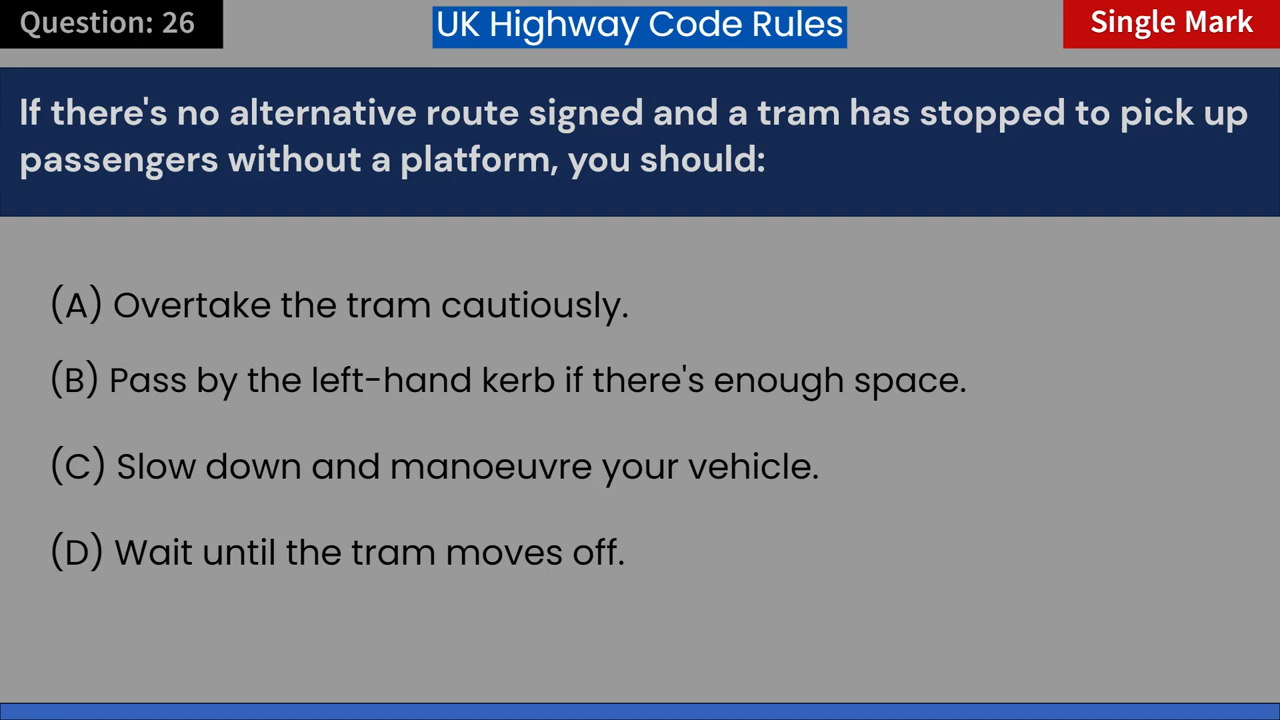 Question: 26
UK Highway Code Rules
Single Mark
If there's no alternative route signed and a tram has stopped to pick up
passengers without a platform, you should:
(A) Overtake the tram cautiously.
(B) Pass by the left-hand kerb if there's enough space.
(C) Slow down and manoeuvre your vehicle.
(D) Wait until the tram moves off.